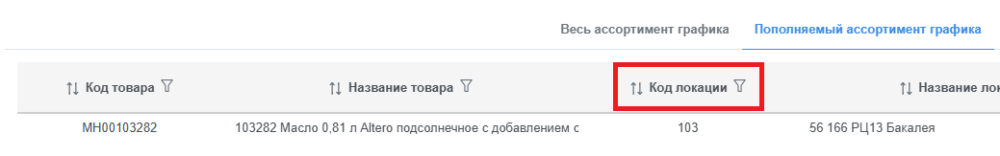 Весь ассортимент графика Пополняемый ассортимент графика
Код товара Название товара Код локации Название
МН00103282 103282 Масло 0,81 л Altero подсолнечное с добавлением 103 56 166 РЦ13 Бакалея